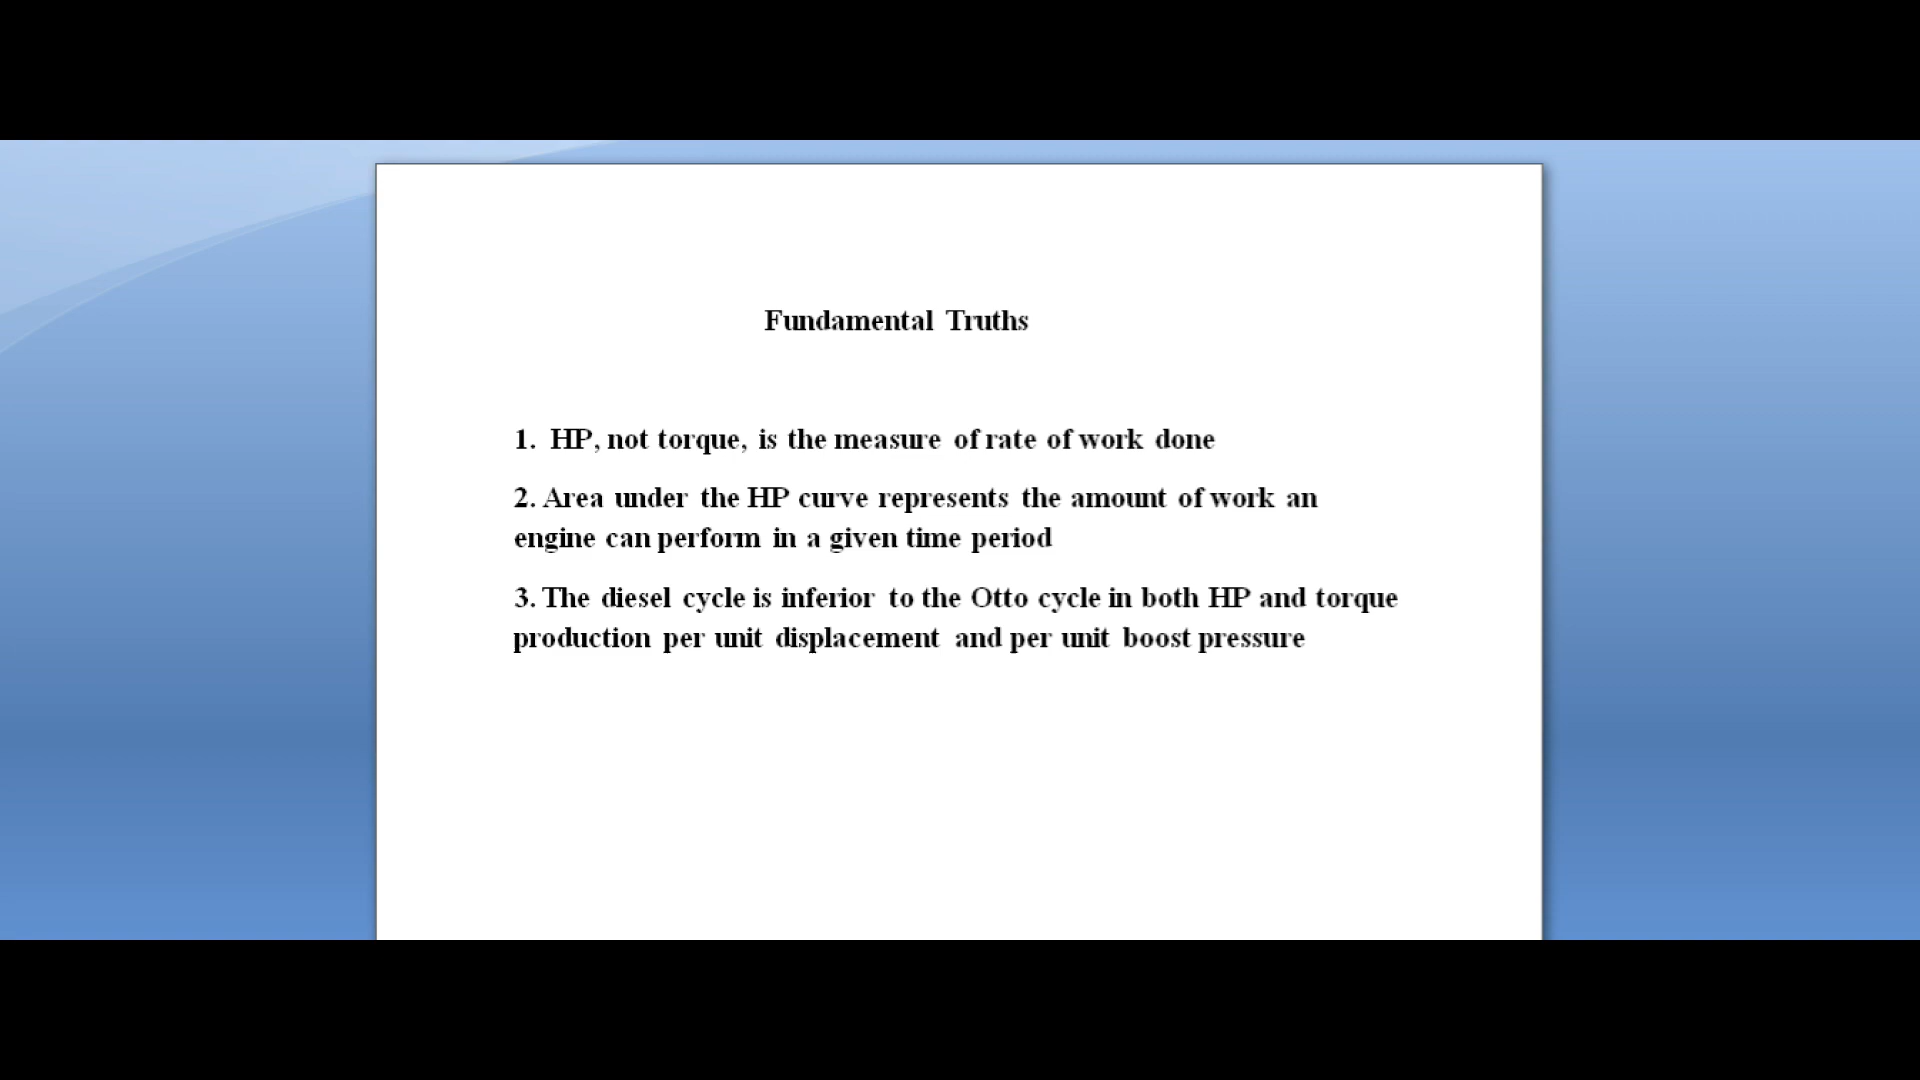 Fundamental Truths
1. HP, not torque, is the measure of rate of work done
2. Area under the HP curve represents the amount of work an
engine can perform in a given time period
3. The diesel cycle is inferior to the Otto cycle in both HP and torque
production per unit displacement and per unit boost pressure